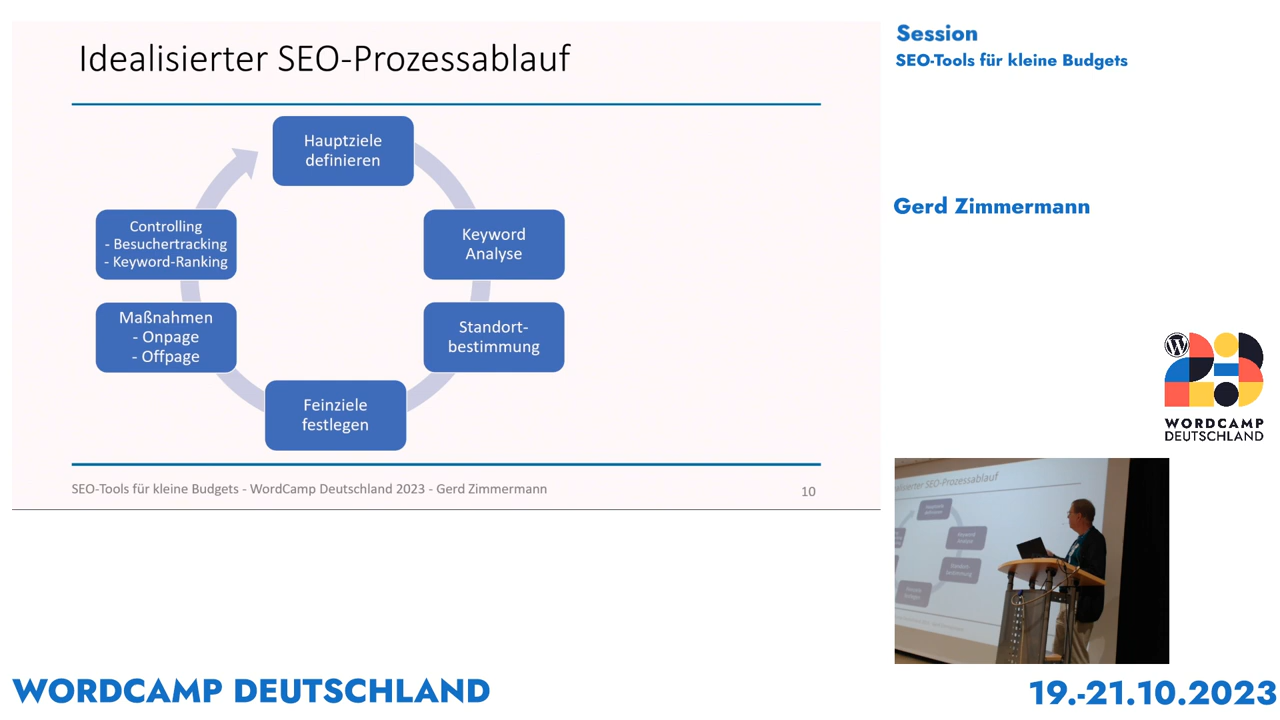 Idealisierter SEO-Prozessablauf
Hauptziele
definieren
Keyword
Analyse
Standort-
bestimmung
Feinziele
festlegen
Maßnahmen
- Onpage
- Offpage
Controlling
- Besuchertracking
- Keyword-Ranking
SEO-Tools für kleine Budgets - WordCamp Deutschland 2023 - Gerd Zimmermann
10
Session
SEO-Tools für kleine Budgets
Gerd Zimmermann
WORDCAMP
DEUTSCHLAND
WORDCAMP DEUTSCHLAND
19.-21.10.2023